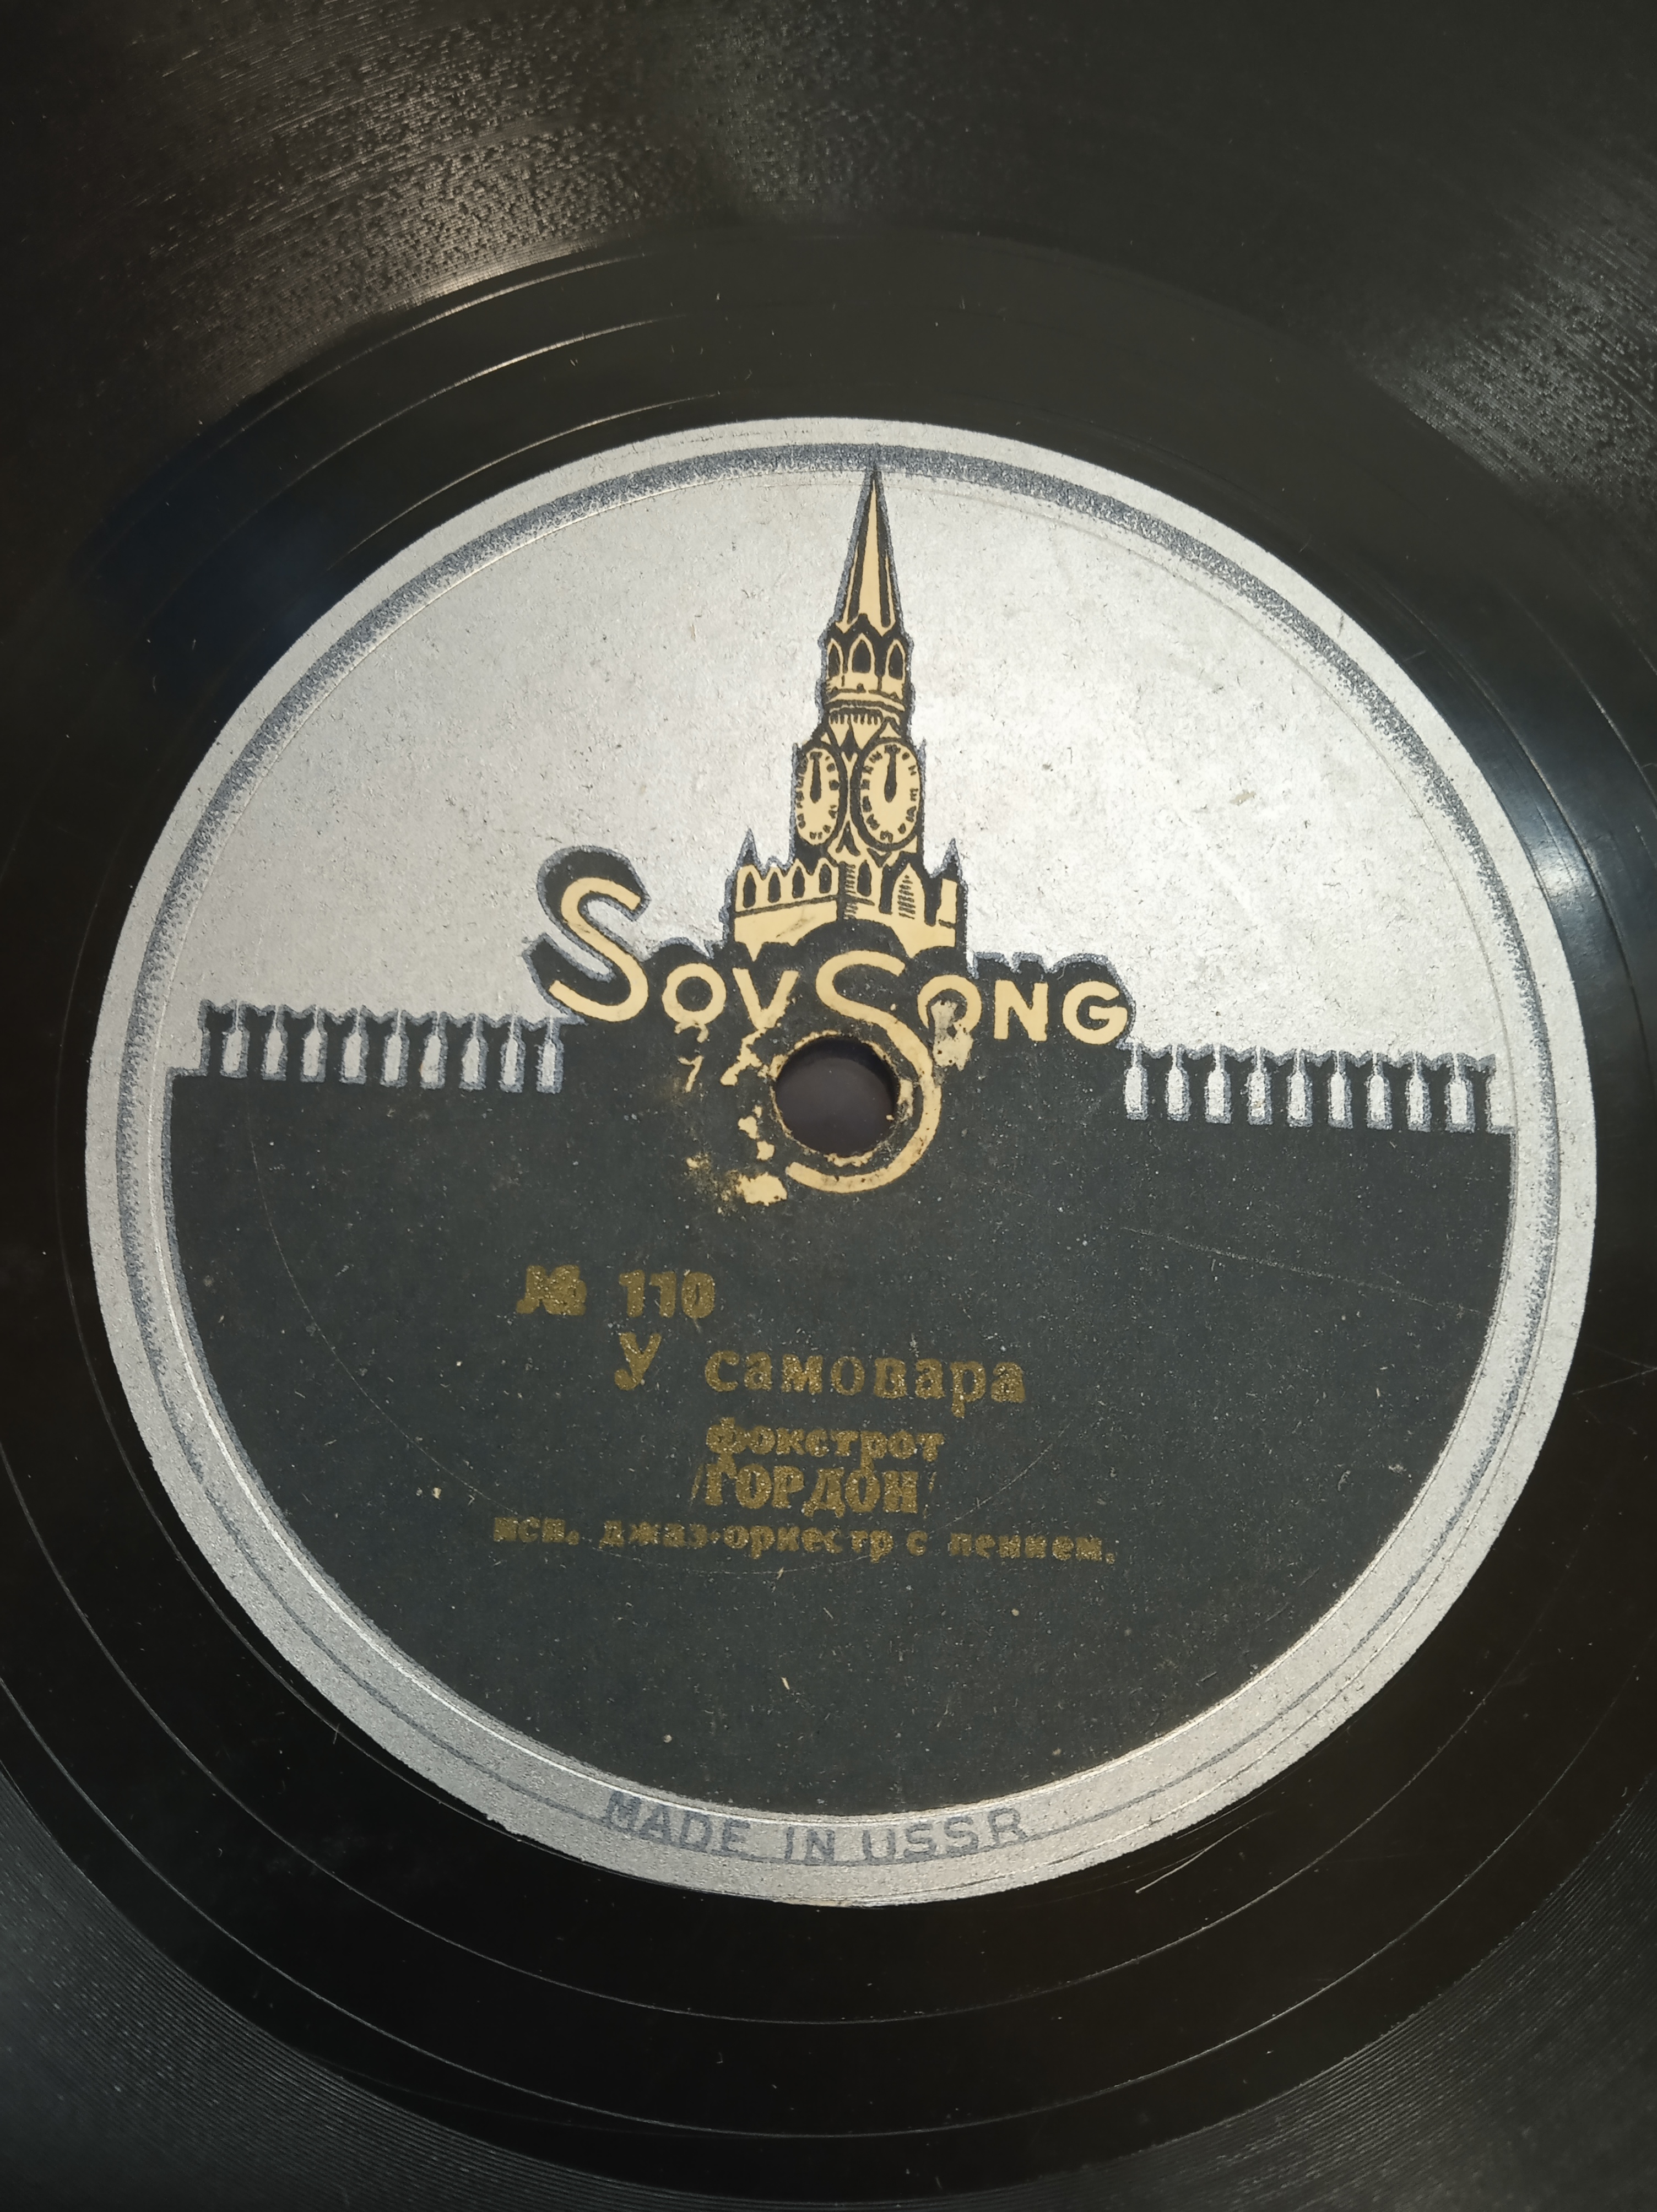 SovSong
№ 110
У самовара
фокстрот
/ГОРДОН/
исп. джаз-оркестр с пением.
MADE IN USSR